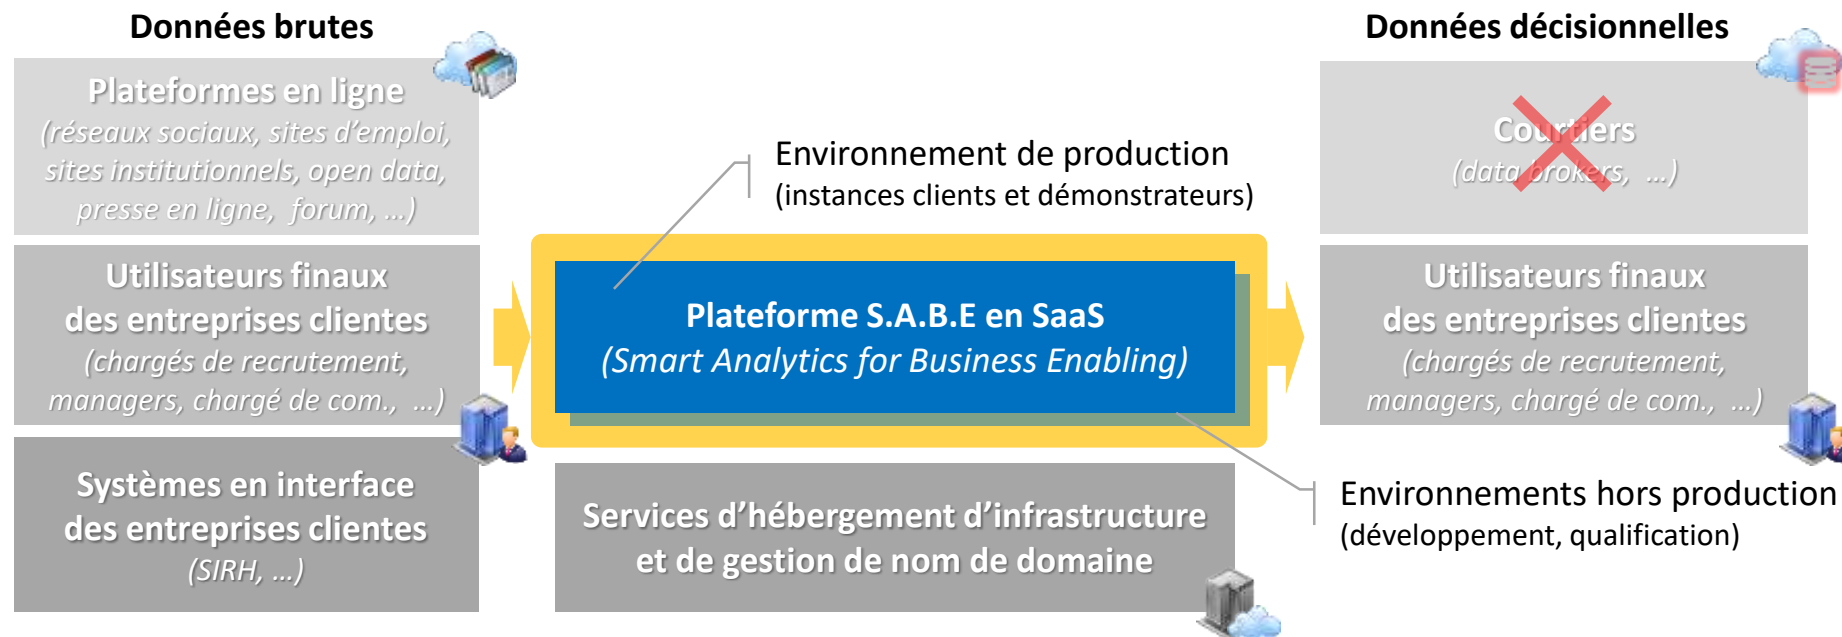 Données brutes
Plateformes en ligne
(réseaux sociaux, sites d’emploi,
sites institutionnels, open data,
presse en ligne, forum, …)
Utilisateurs finaux
des entreprises clientes
(chargés de recrutement,
managers, chargé de com., …)
Systèmes en interface
des entreprises clientes
(SIRH, …)
Environnement de production
(instances clients et démonstrateurs)
Plateforme S.A.B.E en SaaS
(Smart Analytics for Business Enabling)
Services d’hébergement d’infrastructure
et de gestion de nom de domaine
Données décisionnelles
Courtiers
(data brokers, …)
Utilisateurs finaux
des entreprises clientes
(chargés de recrutement,
managers, chargé de com., …)
Environnements hors production
(développement, qualification)